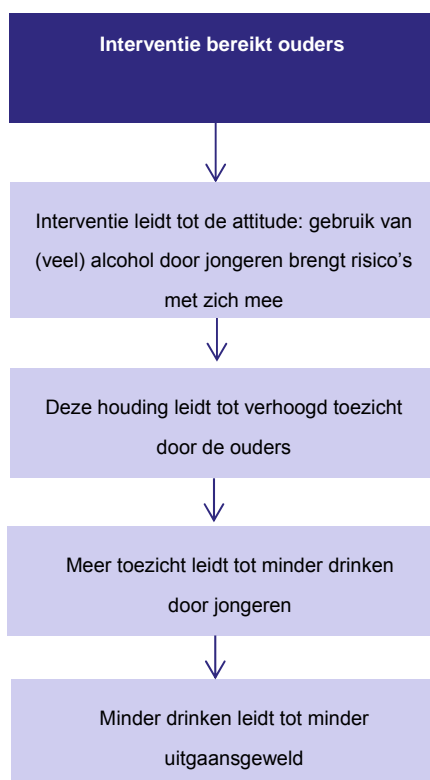 Interventie bereikt ouders
Interventie leidt tot de attitude: gebruik van
(veel) alcohol door jongeren brengt risico's
met zich mee
Deze houding leidt tot verhoogd toezicht
door de ouders
Meer toezicht leidt tot minder drinken
door jongeren
Minder drinken leidt tot minder
uitgaansgeweld